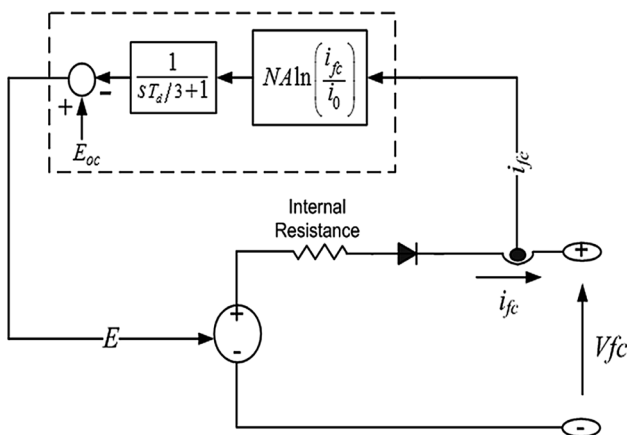 1
sT_d/3+1
NA ln(i_fc/i_0)
+
-
E_oc
i_fc
Internal
Resistance
+
i_fc
E
+
-
Vfc
-